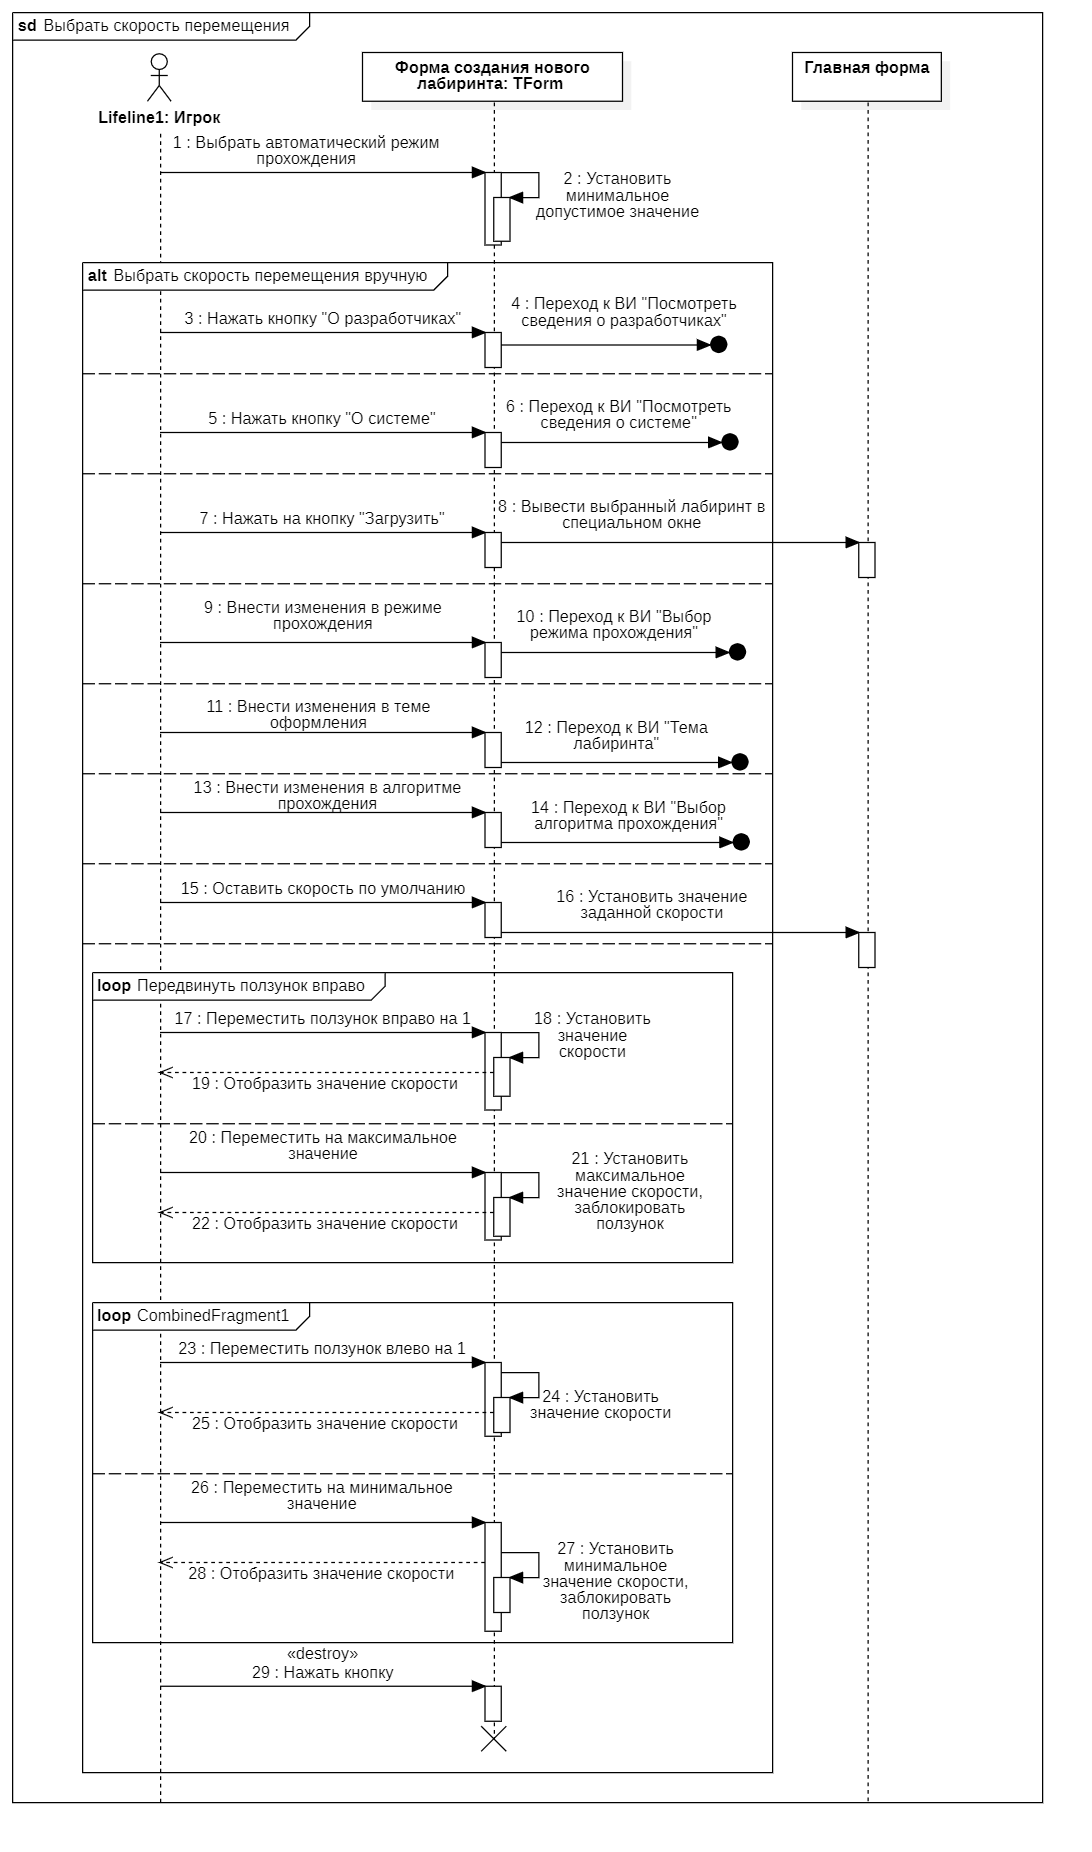 sd Выбрать скорость перемещения
Форма создания нового
лабиринта: TForm
Главная форма
Lifeline1: Игрок
1 : Выбрать автоматический режим
прохождения
2 : Установить
минимальное
допустимое значение
alt Выбрать скорость перемещения вручную
3 : Нажать кнопку "О разработчиках"
4 : Переход к ВИ "Посмотреть
сведения о разработчиках"
5 : Нажать кнопку "О системе"
6 : Переход к ВИ "Посмотреть
сведения о системе"
7 : Нажать на кнопку "Загрузить"
8 : Вывести выбранный лабиринт в
специальном окне
9 : Внести изменения в режиме
прохождения
10 : Переход к ВИ "Выбор
режима прохождения"
11 : Внести изменения в теме
оформления
12 : Переход к ВИ "Тема
лабиринта"
13 : Внести изменения в алгоритме
прохождения
14 : Переход к ВИ "Выбор
алгоритма прохождения"
15 : Оставить скорость по умолчанию
16 : Установить значение
заданной скорости
loop Передвинуть ползунок вправо
17 : Переместить ползунок вправо на 1
18 : Установить
значение
скорости
19 : Отобразить значение скорости
20 : Переместить на максимальное
значение
21 : Установить
максимальное
значение скорости,
заблокировать
ползунок
22 : Отобразить значение скорости
loop CombinedFragment1
23 : Переместить ползунок влево на 1
24 : Установить
значение скорости
25 : Отобразить значение скорости
26 : Переместить на минимальное
значение
27 : Установить
минимальное
значение скорости,
заблокировать
ползунок
28 : Отобразить значение скорости
«destroy»
29 : Нажать кнопку